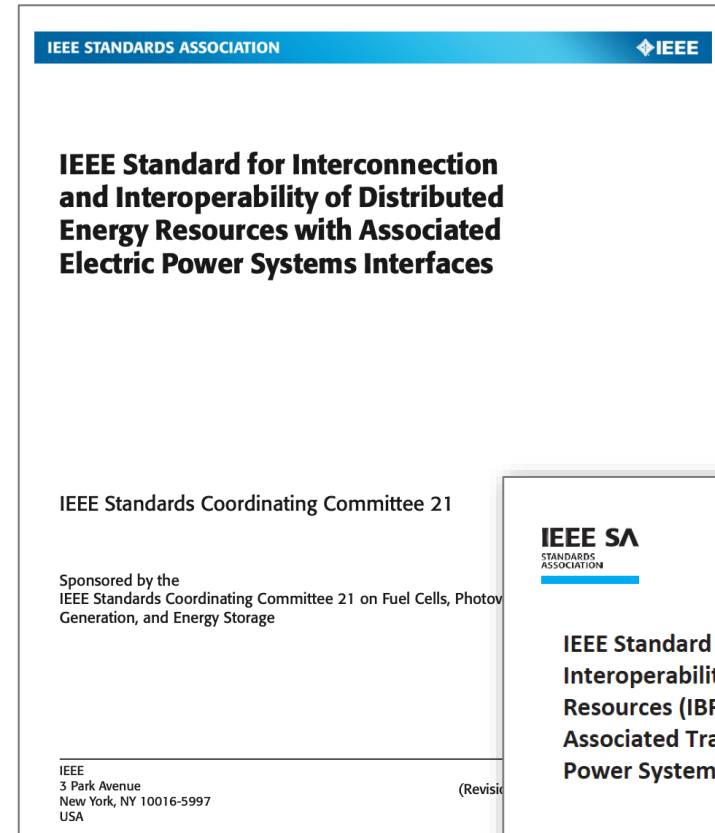 IEEE STANDARDS ASSOCIATION
IEEE
IEEE Standard for Interconnection
and Interoperability of Distributed
Energy Resources with Associated
Electric Power Systems Interfaces
IEEE Standards Coordinating Committee 21
Sponsored by the
IEEE Standards Coordinating Committee 21 on Fuel Cells,
Generation, and Energy Storage
IEEE
3 Park Avenue
New York, NY 10016-5997
USA
IEEE SA
STANDARDS
ASSOCIATION
IEEE Standard
Resources
Associated
Power